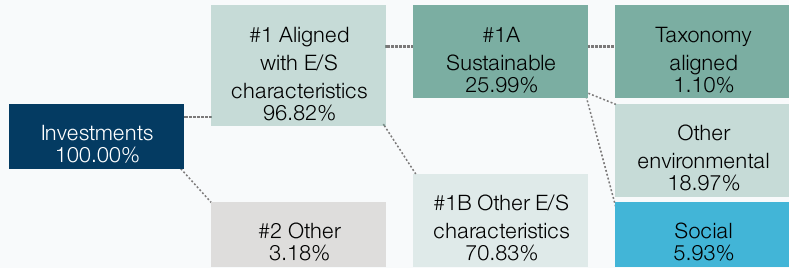 Investments
100.00%
#1 Aligned
with E/S
characteristics
96.82%
#2 Other
3.18%
#1A
Sustainable
25.99%
#1B Other E/S
characteristics
70.83%
Taxonomy
aligned
1.10%
Other
environmental
18.97%
Social
5.93%